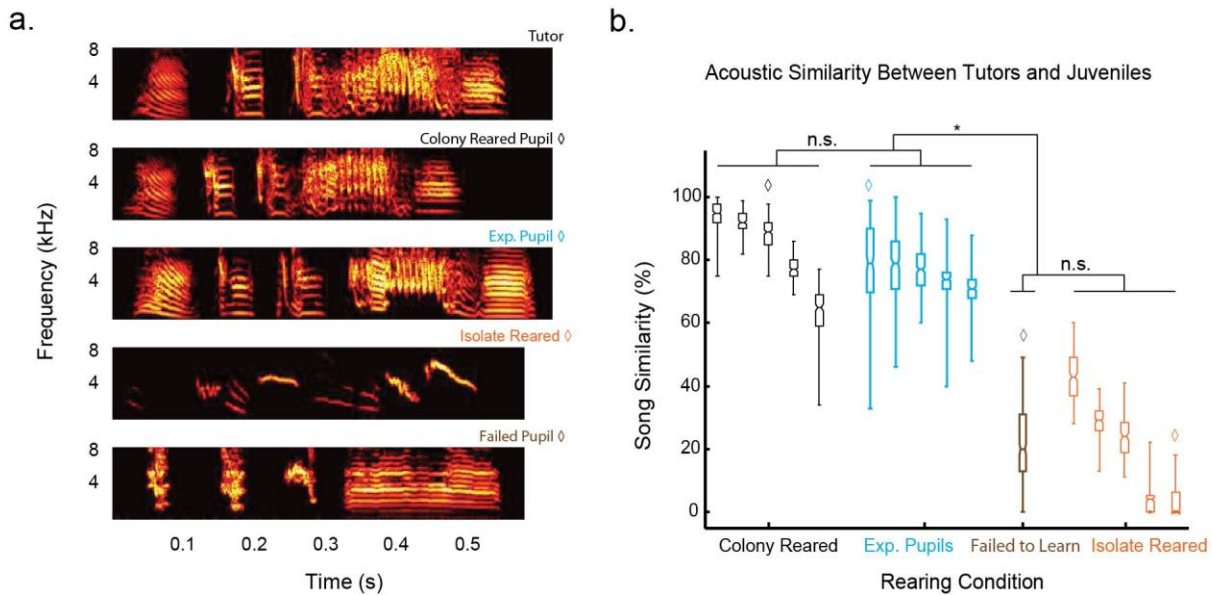 a.
Tutor
8
4
Colony Reared Pupil ◊
8
4
Exp. Pupil ◊
8
4
Isolate Reared ◊
8
4
Failed Pupil ◊
8
4
Frequency (kHz)
0.1 0.2 0.3 0.4 0.5
Time (s)
b.
Acoustic Similarity Between Tutors and Juveniles
*
n.s.
n.s.
◊ ◊
◊
◊
100
80
60
40
20
0
Song Similarity (%)
Colony Reared Exp. Pupils Failed to Learn Isolate Reared
Rearing Condition